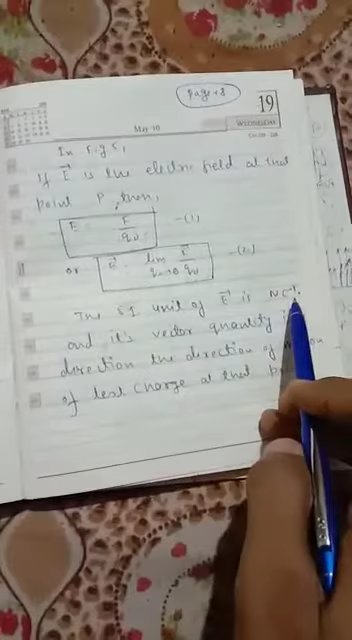 Page 8
19
May 10
WEDNESDAY
In Fig 5,
If E⃗ is the electric field at that
point P, then,
E = F/q₀ —(1)
or E⃗ = lim q₀→0 F⃗/q₀ —(2)
The SI unit of E⃗ is NC⁻¹.
and it's vector quantity
direction the direction of
of test charge at that